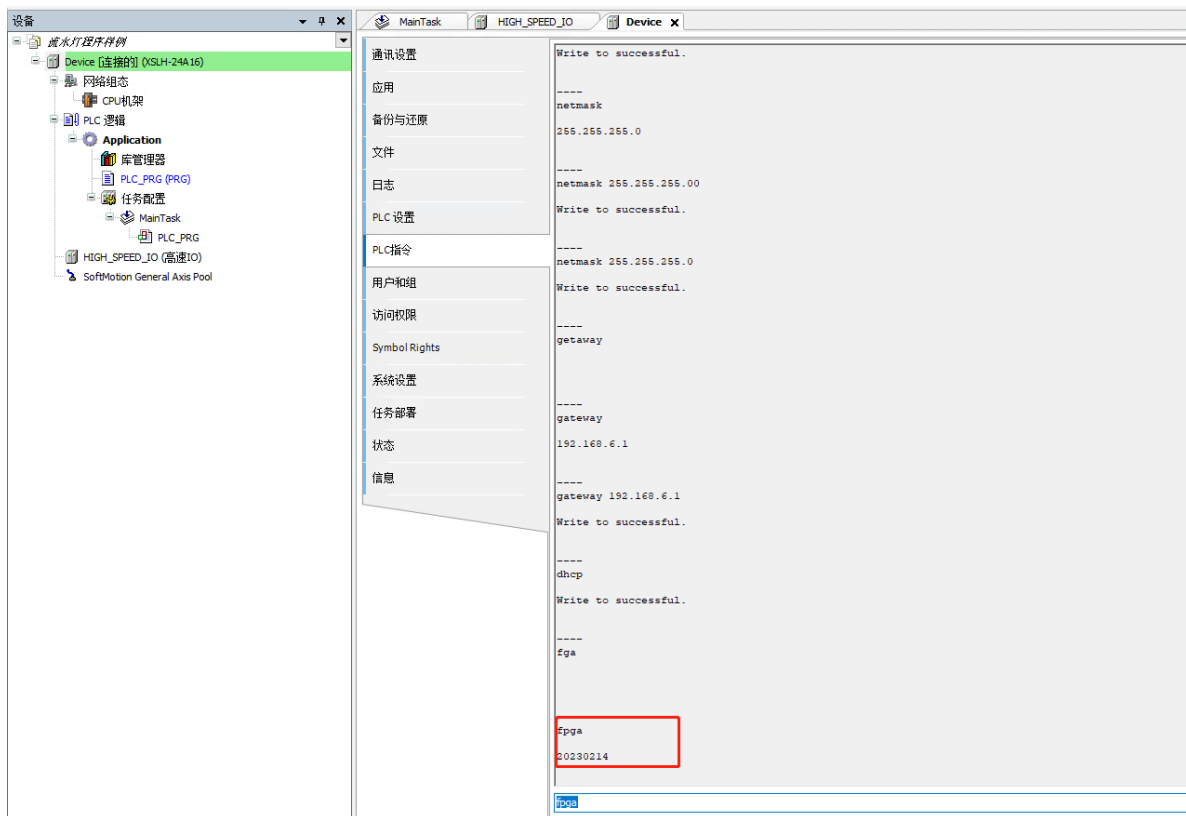 设备
流水灯程序样例
Device [连接的] (XSLH-24A16)
网络组态
CPU机架
PLC 逻辑
Application
库管理器
PLC_PRG (PRG)
任务配置
MainTask
PLC_PRG
HIGH_SPEED_IO (高速IO)
SoftMotion General Axis Pool
MainTask
HIGH_SPEED_IO
Device
通讯设置
应用
备份与还原
文件
日志
PLC 设置
PLC指令
用户和组
访问权限
Symbol Rights
系统设置
任务部署
状态
信息
Write to successful.
----
netmask
255.255.255.0
----
netmask 255.255.255.00
Write to successful.
----
netmask 255.255.255.0
Write to successful.
----
getaway
----
gateway
192.168.6.1
----
gateway 192.168.6.1
Write to successful.
----
dhcp
Write to successful.
----
fga
fpga
20230214
fpga